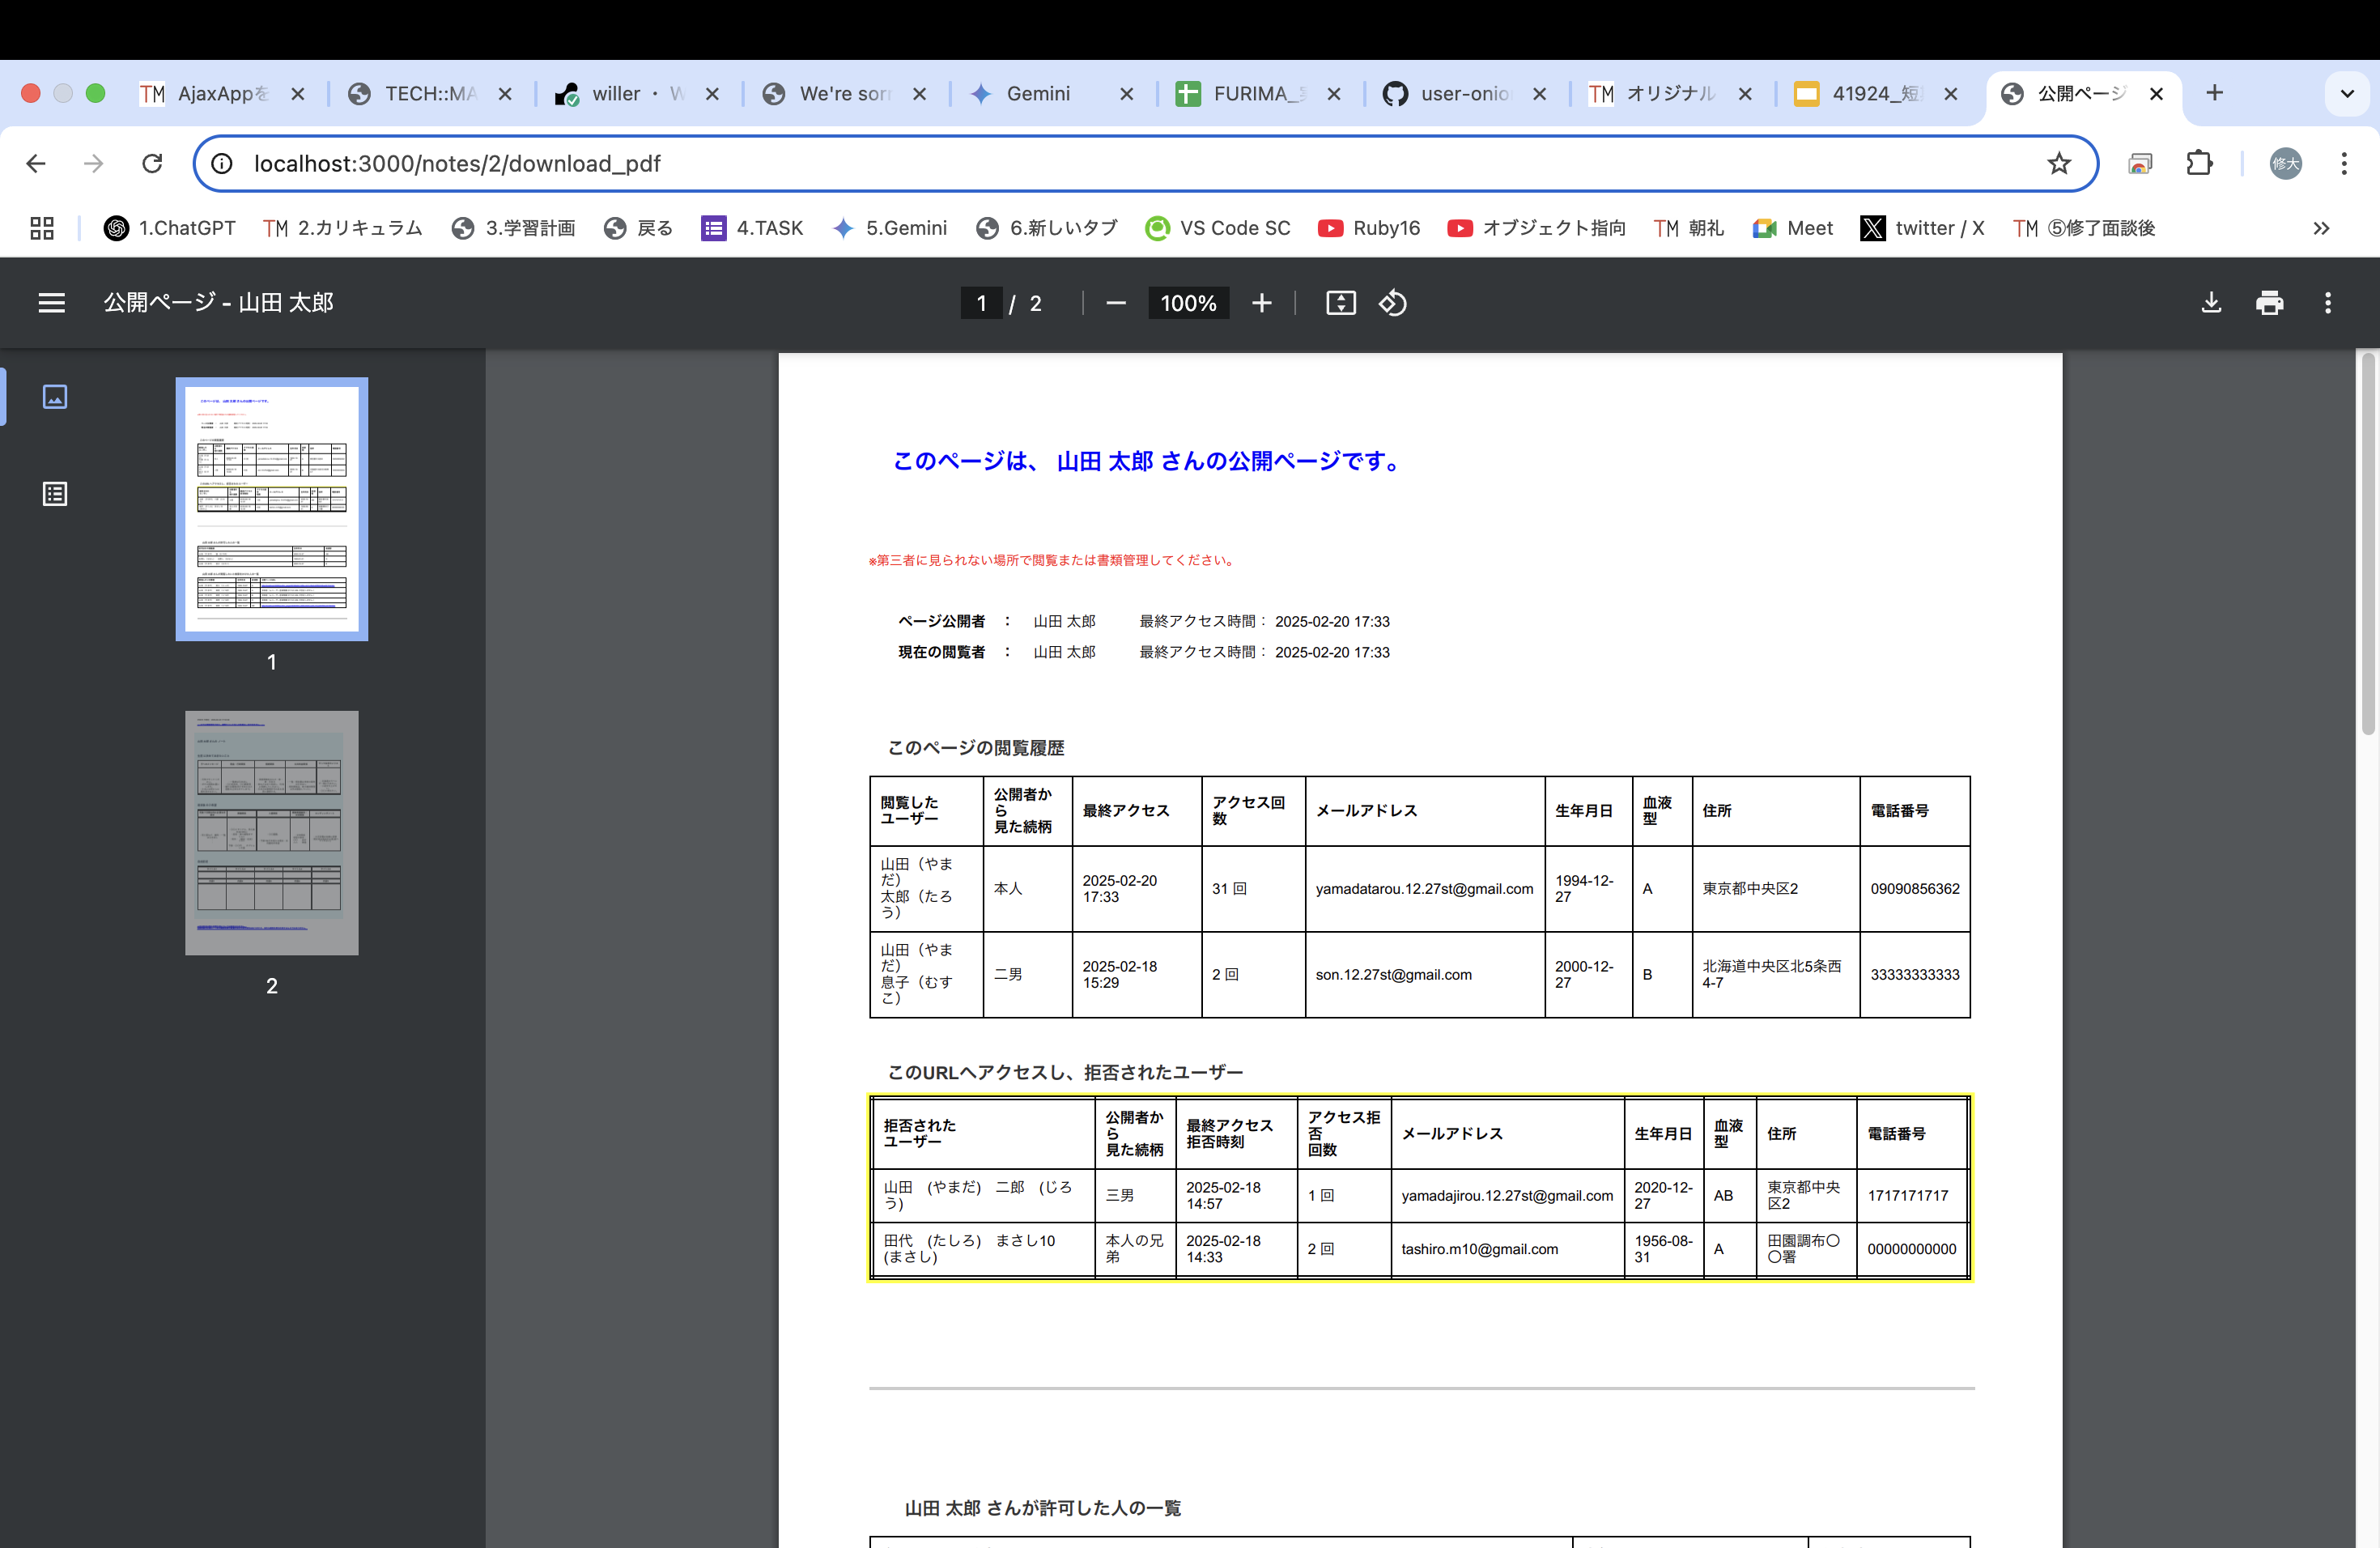 AjaxAppを
TECH::MA
willer ・ W
We're sorr
Gemini
FURIMA_
user-onio
オリジナル
41924_短
公開ページ
localhost:3000/notes/2/download_pdf
修大
1.ChatGPT
TM 2.カリキュラム
3.学習計画
戻る
4.TASK
5.Gemini
6.新しいタブ
VS Code SC
Ruby16
オブジェクト指向
TM 朝礼
Meet
twitter / X
TM ⑤修了面談後
公開ページ - 山田 太郎
1 / 2
100%
1
2
このページは、 山田 太郎 さんの公開ページです。
※第三者に見られない場所で閲覧または書類管理してください。
ページ公開者 ： 山田 太郎 最終アクセス時間： 2025-02-20 17:33
現在の閲覧者 ： 山田 太郎 最終アクセス時間： 2025-02-20 17:33
このページの閲覧履歴
閲覧した
ユーザー
公開者か
ら
見た続柄
最終アクセス
アクセス回
数
メールアドレス
生年月日
血液
型
住所
電話番号
山田（やま
だ）
太郎（たろ
う）
本人
2025-02-20
17:33
31 回
yamadatarou.12.27st@gmail.com
1994-12-
27
A
東京都中央区2
09090856362
山田（やま
だ）
息子（むす
こ）
二男
2025-02-18
15:29
2 回
son.12.27st@gmail.com
2000-12-
27
B
北海道中央区北5条西
4-7
33333333333
このURLへアクセスし、拒否されたユーザー
拒否された
ユーザー
公開者か
ら
見た続柄
最終アクセス
拒否時刻
アクセス拒
否
回数
メールアドレス
生年月日
血液
型
住所
電話番号
山田 (やまだ) 二郎 (じろ
う)
三男
2025-02-18
14:57
1 回
yamadajirou.12.27st@gmail.com
2020-12-
27
AB
東京都中央
区2
1717171717
田代 (たしろ) まさし10
(まさし)
本人の兄
弟
2025-02-18
14:33
2 回
tashiro.m10@gmail.com
1956-08-
31
A
田園調布〇
〇署
00000000000
山田 太郎 さんが許可した人の一覧